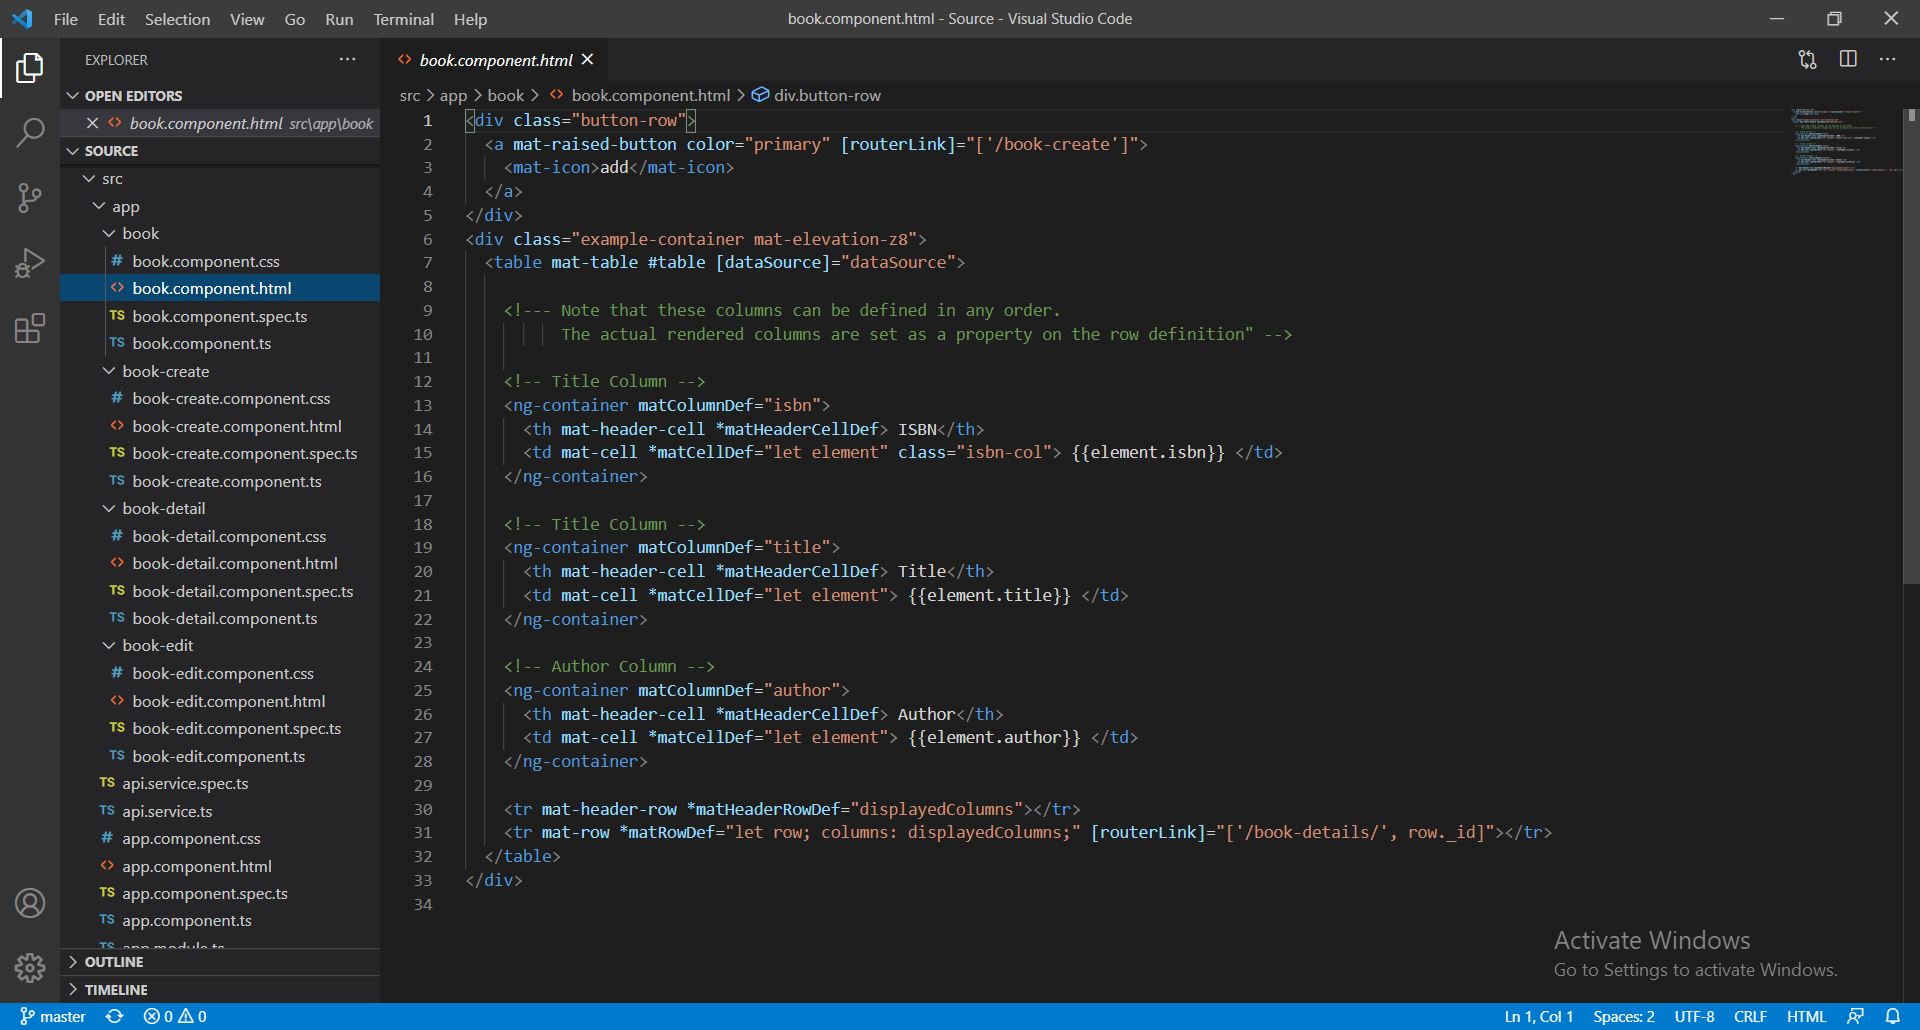 File Edit Selection View Go Run Terminal Help
book.component.html - Source - Visual Studio Code
EXPLORER
OPEN EDITORS
book.component.html src\app\book
SOURCE
src
app
book
book.component.css
book.component.html
TS book.component.spec.ts
TS book.component.ts
book-create
book-create.component.css
book-create.component.html
TS book-create.component.spec.ts
TS book-create.component.ts
book-detail
book-detail.component.css
book-detail.component.html
TS book-detail.component.spec.ts
TS book-detail.component.ts
book-edit
book-edit.component.css
book-edit.component.html
TS book-edit.component.spec.ts
TS book-edit.component.ts
TS api.service.spec.ts
TS api.service.ts
app.component.css
app.component.html
TS app.component.spec.ts
TS app.component.ts
TS app.module.ts
OUTLINE
TIMELINE
book.component.html
src > app > book > book.component.html > div.button-row
1 <div class="button-row">
2 <a mat-raised-button color="primary" [routerLink]="['/book-create']">
3 <mat-icon>add</mat-icon>
4 </a>
5 </div>
6 <div class="example-container mat-elevation-z8">
7 <table mat-table #table [dataSource]="dataSource">
8
9 <!--- Note that these columns can be defined in any order.
10 The actual rendered columns are set as a property on the row definition" -->
11
12 <!-- Title Column -->
13 <ng-container matColumnDef="isbn">
14 <th mat-header-cell *matHeaderCellDef> ISBN</th>
15 <td mat-cell *matCellDef="let element" class="isbn-col"> {{element.isbn}} </td>
16 </ng-container>
17
18 <!-- Title Column -->
19 <ng-container matColumnDef="title">
20 <th mat-header-cell *matHeaderCellDef> Title</th>
21 <td mat-cell *matCellDef="let element"> {{element.title}} </td>
22 </ng-container>
23
24 <!-- Author Column -->
25 <ng-container matColumnDef="author">
26 <th mat-header-cell *matHeaderCellDef> Author</th>
27 <td mat-cell *matCellDef="let element"> {{element.author}} </td>
28 </ng-container>
29
30 <tr mat-header-row *matHeaderRowDef="displayedColumns"></tr>
31 <tr mat-row *matRowDef="let row; columns: displayedColumns;" [routerLink]="['/book-details/', row._id]"></tr>
32 </table>
33 </div>
34
Activate Windows
Go to Settings to activate Windows.
master 0 0
Ln 1, Col 1 Spaces: 2 UTF-8 CRLF HTML